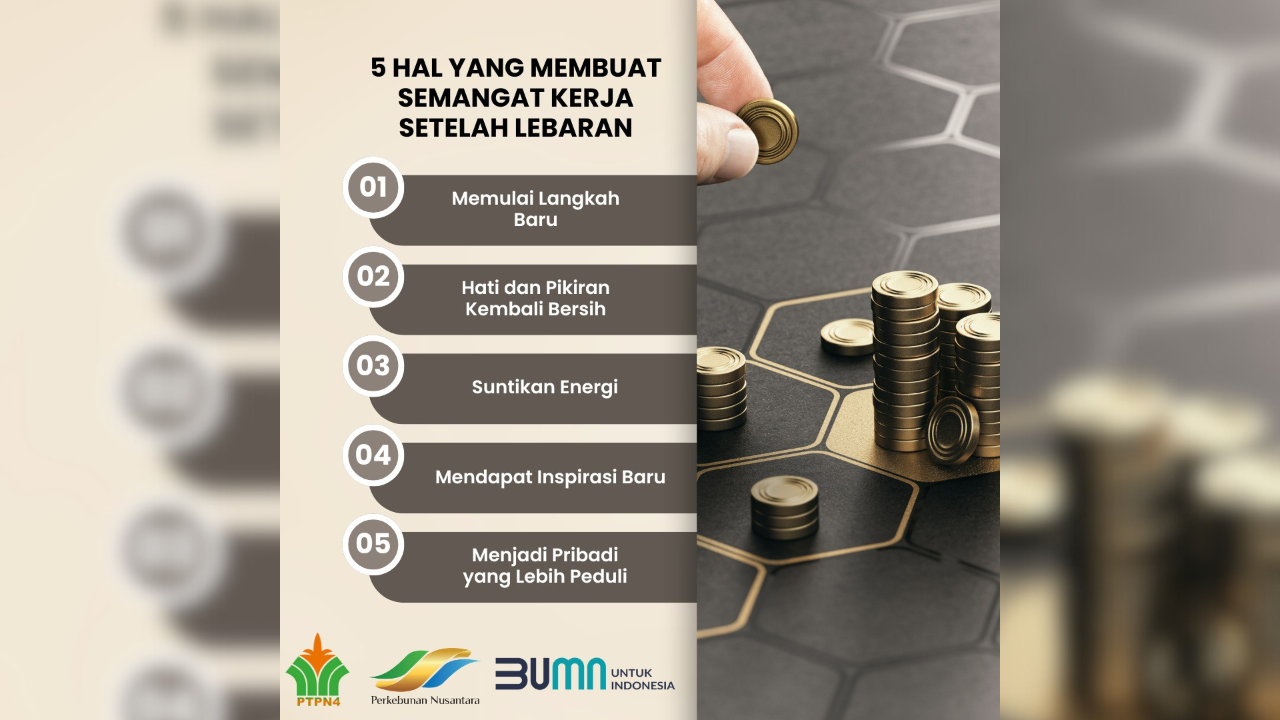 5 HAL YANG MEMBUAT
SEMANGAT KERJA
SETELAH LEBARAN
01
Memulai Langkah
Baru
02
Hati dan Pikiran
Kembali Bersih
03
Suntikan Energi
04
Mendapat Inspirasi Baru
05
Menjadi Pribadi
yang Lebih Peduli
PTPN4
Perkebunan Nusantara
BUMN UNTUK
INDONESIA